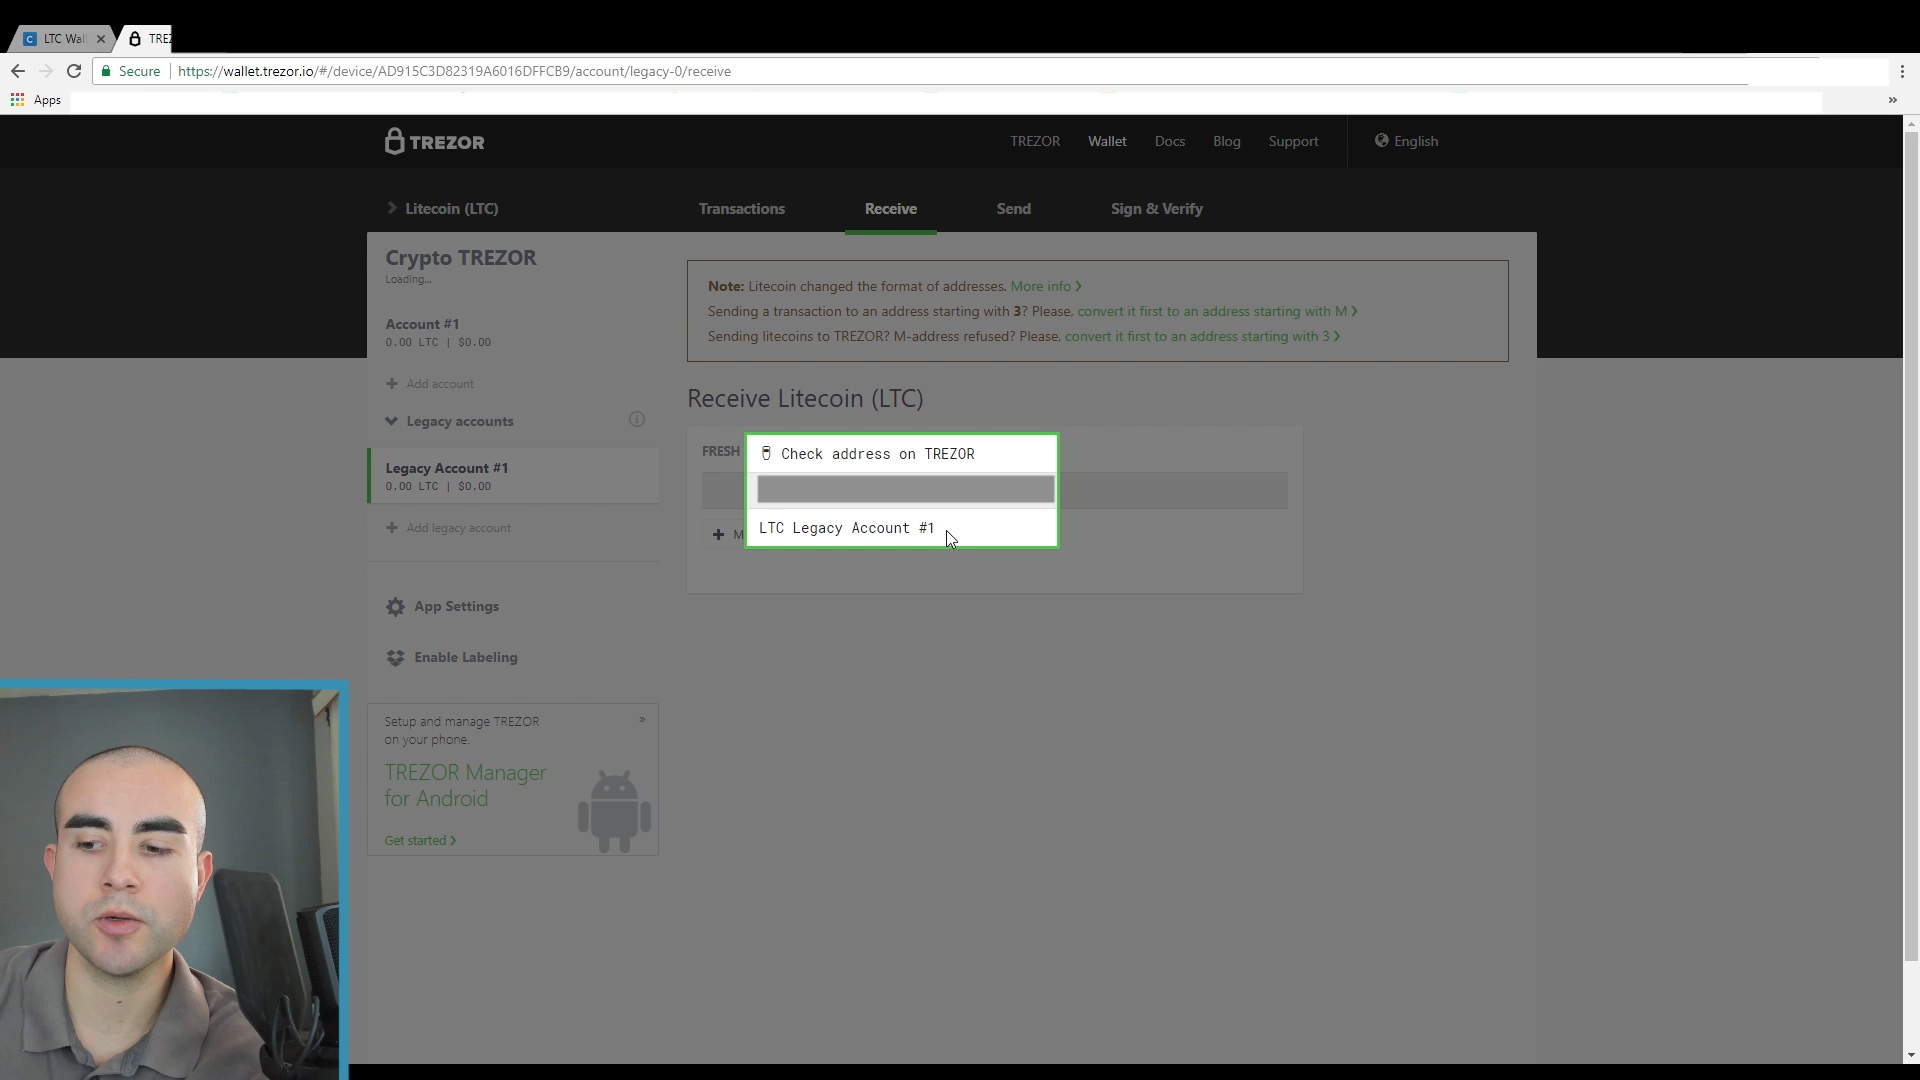 LTC Wal
TREZ
Secure
https://wallet.trezor.io/#/device/AD915C3D82319A6016DFFCB9/account/legacy-0/receive
Apps
»
TREZOR
TREZOR Wallet Docs Blog Support English
Litecoin (LTC)
Transactions Receive Send Sign & Verify
Crypto TREZOR
Loading...
Account #1
0.00 LTC | $0.00
Add account
Legacy accounts
Legacy Account #1
0.00 LTC | $0.00
Add legacy account
App Settings
Enable Labeling
Setup and manage TREZOR
on your phone.
»
TREZOR Manager
for Android
Get started
Note: Litecoin changed the format of addresses. More info
Sending a transaction to an address starting with 3? Please, convert it first to an address starting with M
Sending litecoins to TREZOR? M-address refused? Please, convert it first to an address starting with 3
Receive Litecoin (LTC)
FRESH
Check address on TREZOR
LTC Legacy Account #1
M